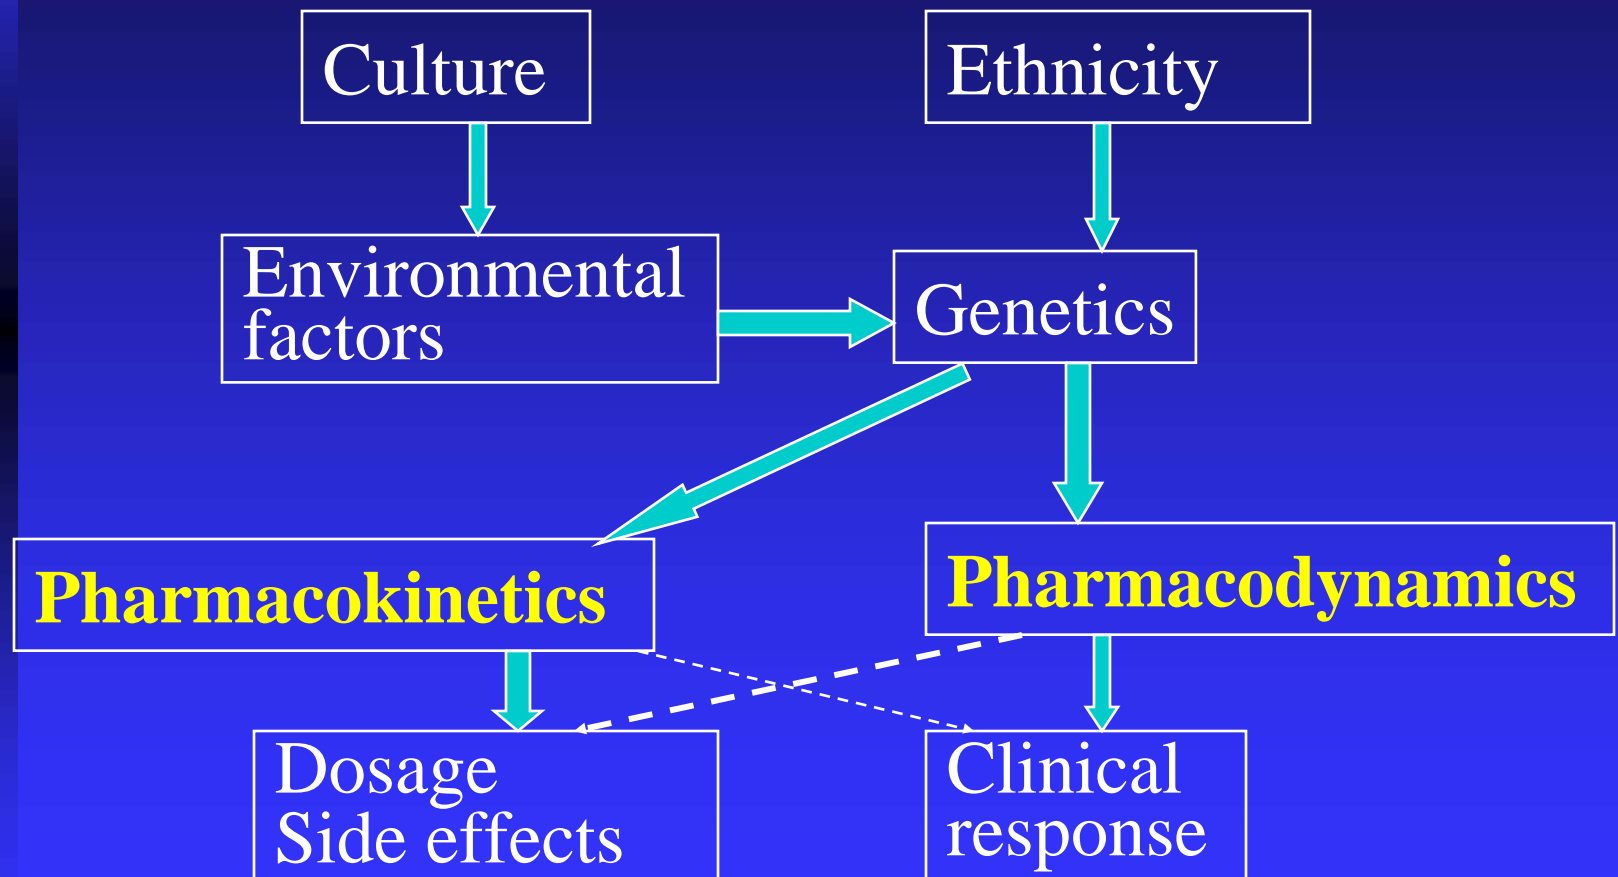 Culture
Ethnicity
Environmental
factors
Genetics
Pharmacokinetics
Pharmacodynamics
Dosage
Side effects
Clinical
response